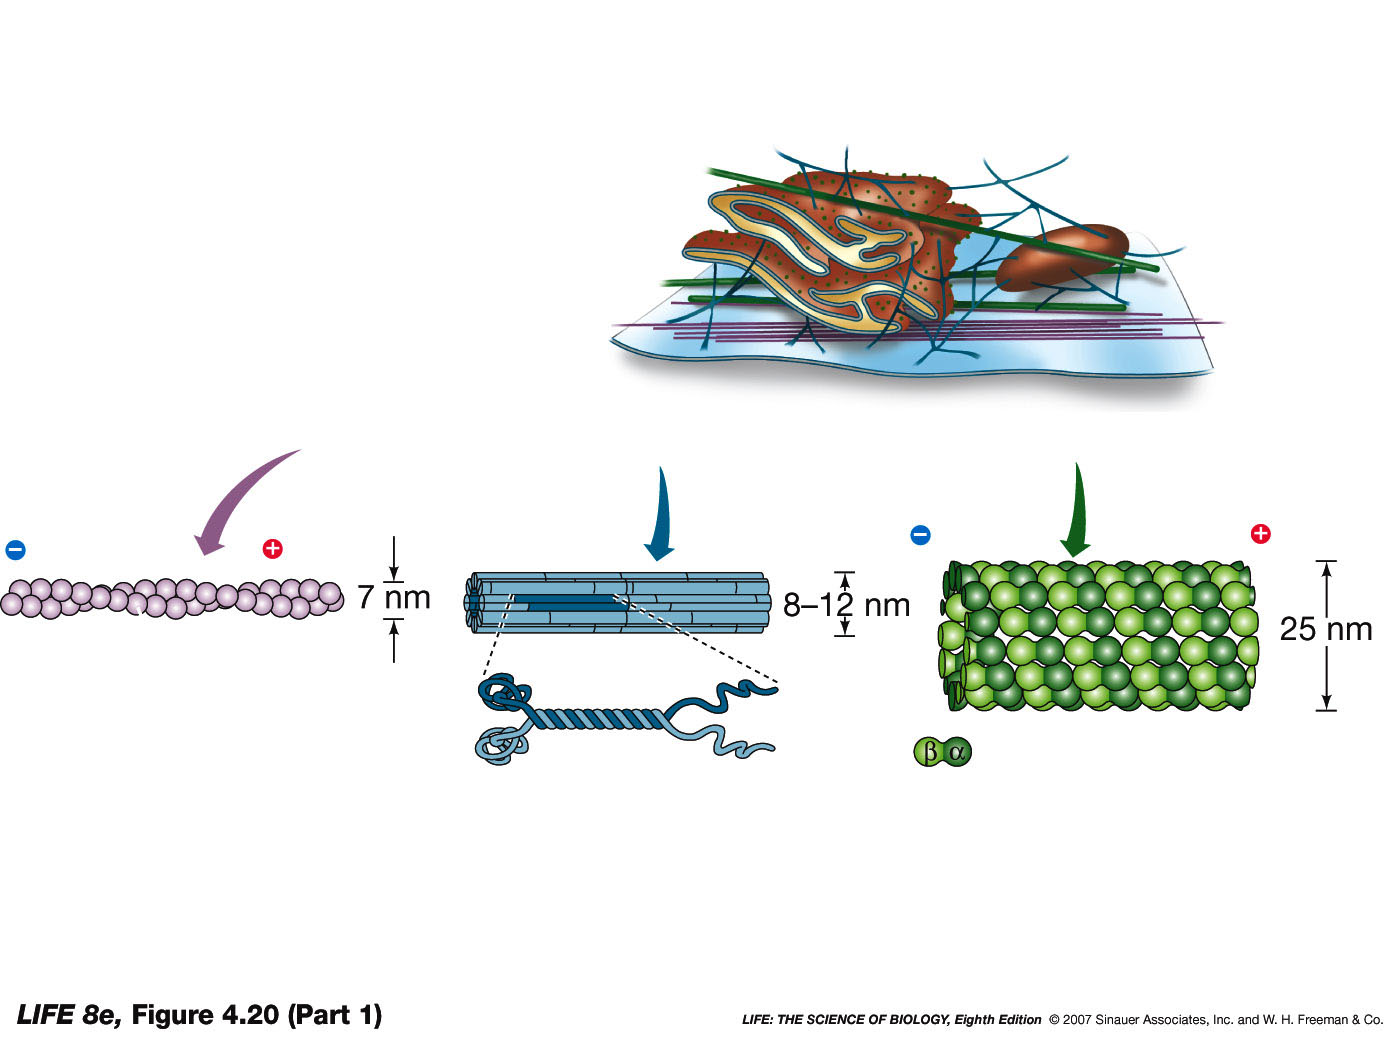 − + − +
7 nm
8–12 nm
25 nm
β α
LIFE 8e, Figure 4.20 (Part 1)
LIFE: THE SCIENCE OF BIOLOGY, Eighth Edition © 2007 Sinauer Associates, Inc. and W. H. Freeman & Co.